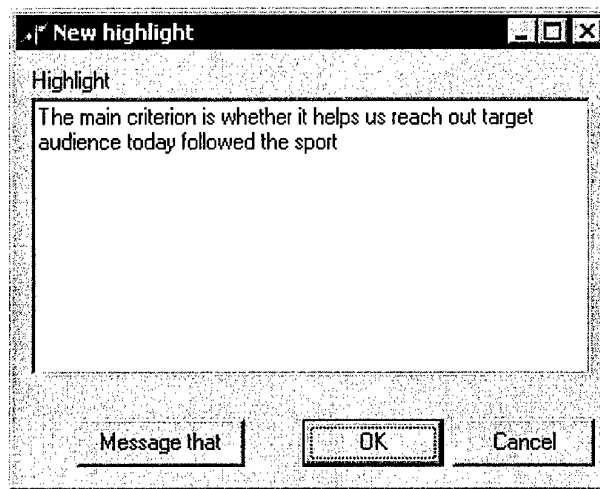 New highlight
Highlight
The main criterion is whether it helps us reach out target
audience today followed the sport
Message that
OK
Cancel